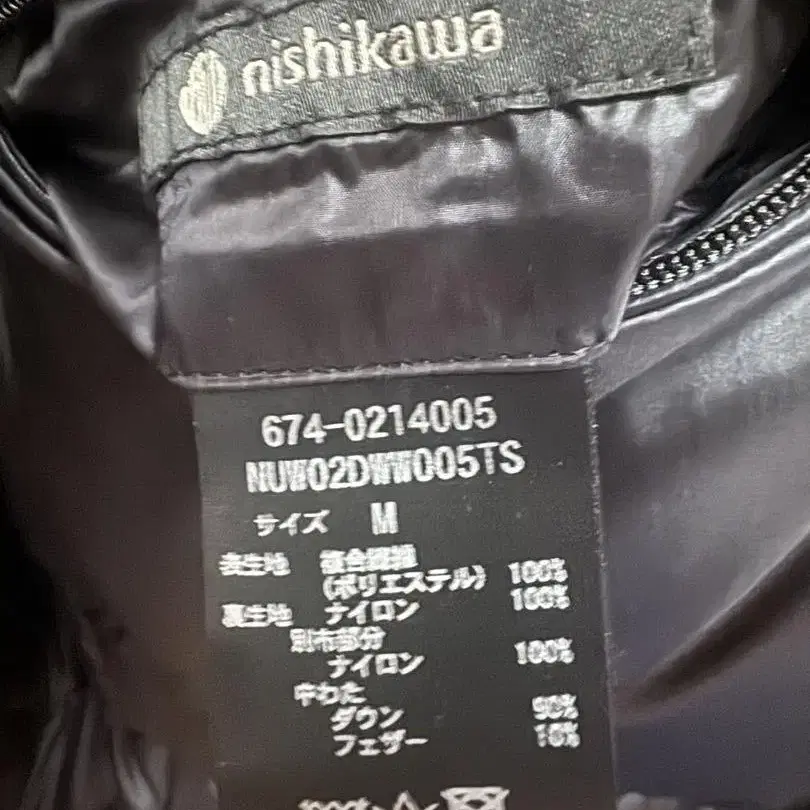 nishikawa
674-0214005
NUW02DWW005TS
サイズ M
表生地 複合繊維
(ポリエステル) 100%
裏生地 ナイロン 100%
別布部分
ナイロン 100%
中わた
ダウン 90%
フェザー 10%